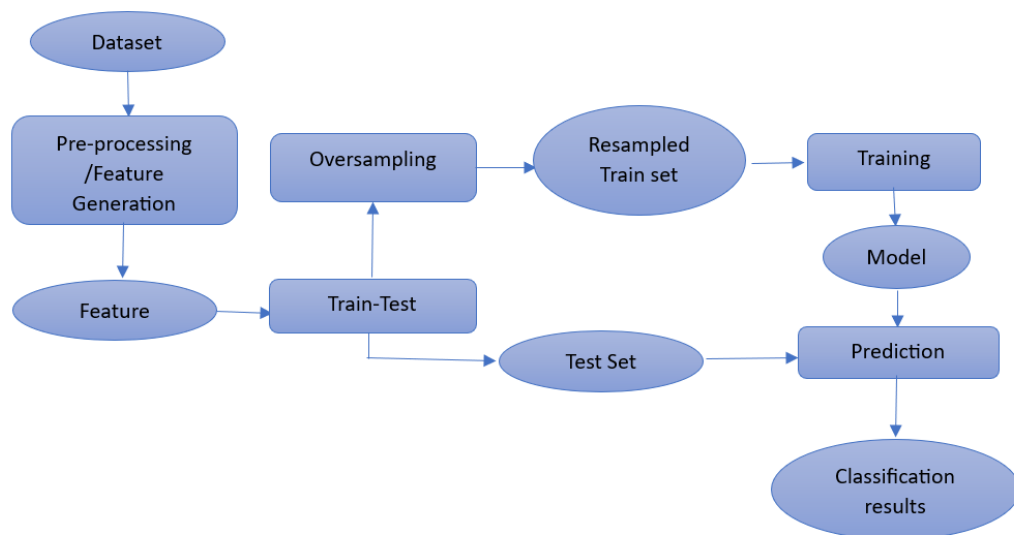 Dataset
Pre-processing
/Feature
Generation
Feature
Train-Test
Oversampling
Resampled
Train set
Training
Model
Test Set
Prediction
Classification
results